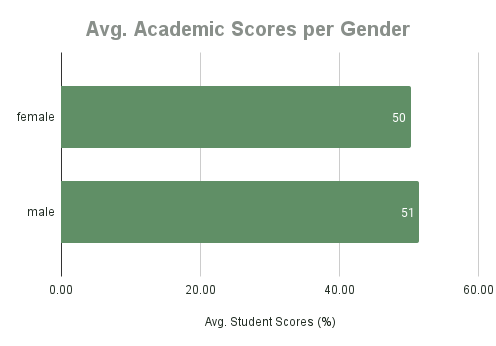 Avg. Academic Scores per Gender
female
50
male
51
0.00 20.00 40.00 60.00
Avg. Student Scores (%)